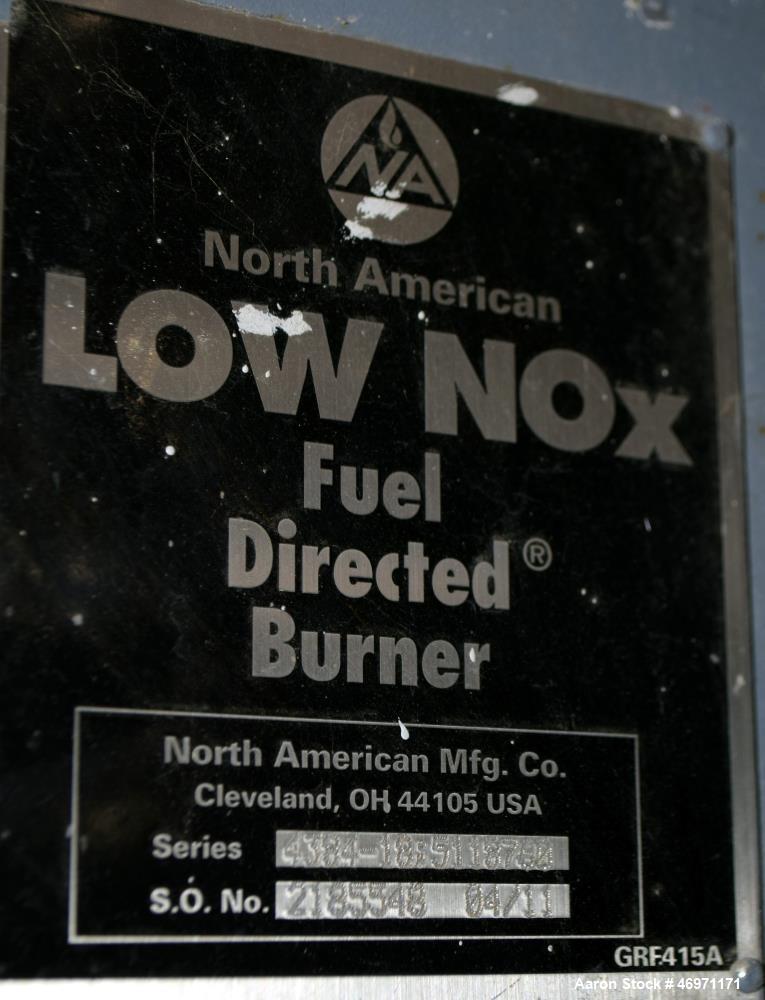 NA
North American
LOW NOx
Fuel
Directed®
Burner
North American Mfg. Co.
Cleveland, OH 44105 USA
Series
S.O. No. 2185548 04/11
GRF415A
Aaron Stock # 46971171